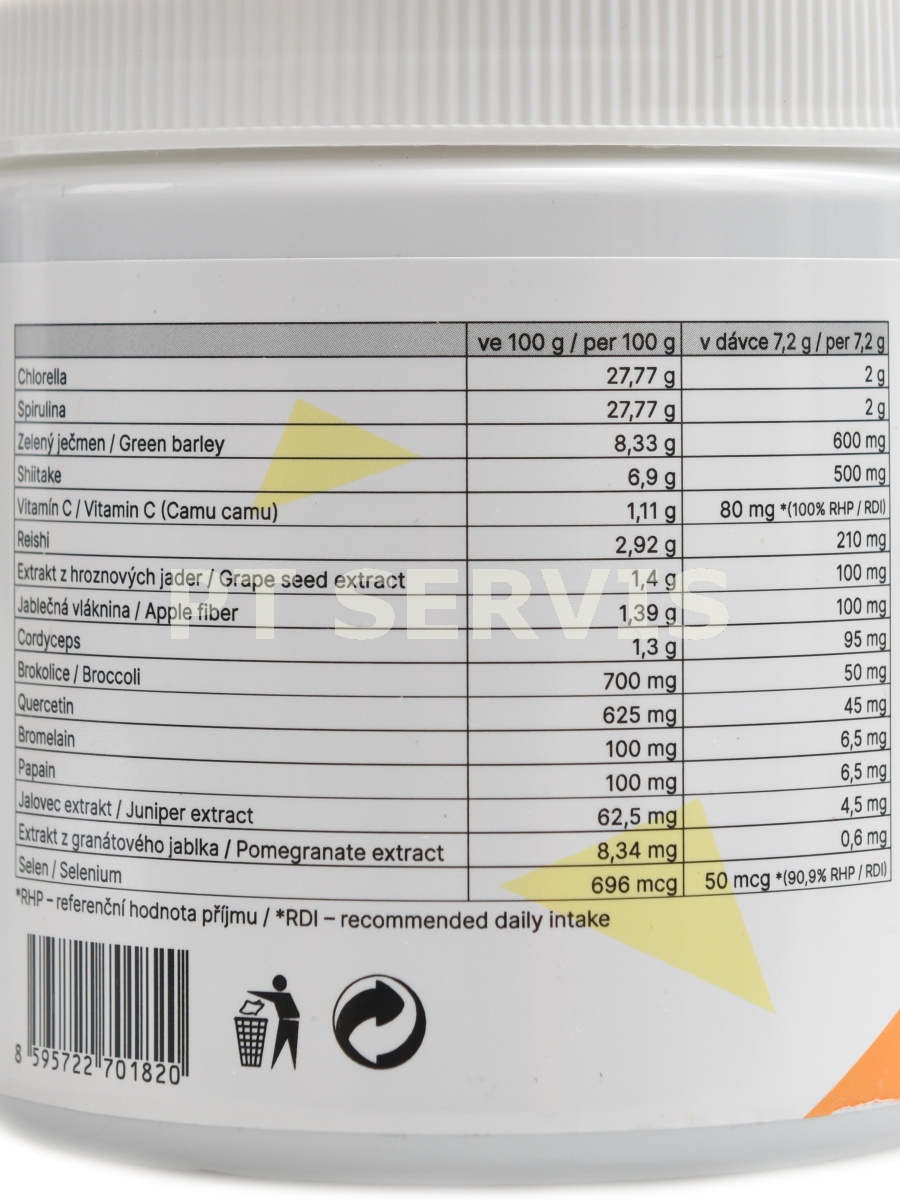 ve 100 g / per 100 g v dávce 7,2 g / per 7,2 g
Chlorella 27,77 g 2 g
Spirulina 27,77 g 2 g
Zelený ječmen / Green barley 8,33 g 600 mg
Shiitake 6,9 g 500 mg
Vitamín C / Vitamin C (Camu camu) 1,11 g 80 mg *(100% RHP / RDI)
Reishi 2,92 g 210 mg
Extrakt z hroznových jader / Grape seed extract 1,4 g 100 mg
Jablečná vláknina / Apple fiber 1,39 g 100 mg
Cordyceps 1,3 g 95 mg
Brokolice / Broccoli 700 mg 50 mg
Quercetin 625 mg 45 mg
Bromelain 100 mg 6,5 mg
Papain 100 mg 6,5 mg
Jalovec extrakt / Juniper extract 62,5 mg 4,5 mg
Extrakt z granátového jablka / Pomegranate extract 8,34 mg 0,6 mg
Selen / Selenium 696 mcg 50 mcg *(90,9% RHP / RDI)
*RHP – referenční hodnota příjmu / *RDI – recommended daily intake
PT SERVIS
8 595722 701820